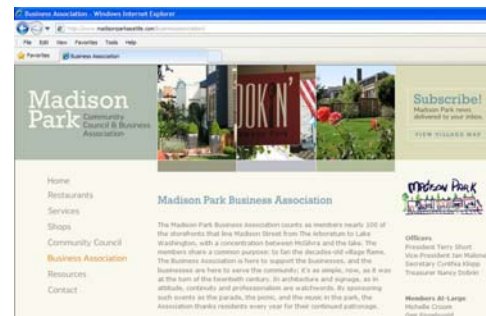 Business Association - Windows Internet Explorer
File Edit View Favorites Tools Help
Favorites Business Association
Madison
Park Community
Council & Business
Association
OOK'N'
Subscribe!
Madison Park news
delivered to your inbox.
VIEW VILLAGE MAP
Home
Restaurants
Services
Shops
Community Council
Business Association
Resources
Contact
Madison Park Business Association
The Madison Park Business Association counts as members nearly 100 of
the storefronts that line Madison Street from The Arboretum to Lake
Washington, with a concentration between McGilvra and the lake. The
members share a common purpose: to fan the decades-old village flame.
The Business Association is here to support the businesses, and the
businesses are here to serve the community; it's as simple, now, as it was
at the turn of the twentieth century. In architecture and signage, as in
attitude, continuity and professionalism are watchwords. By sponsoring
such events as the parade, the picnic, and the music in the park, the
Association thanks residents every year for their continued patronage.
Madison Park
Officers
President Terry Short
Vice-President Jan
Secretary Cynthia
Treasurer Nancy
Members At-Large
Michelle